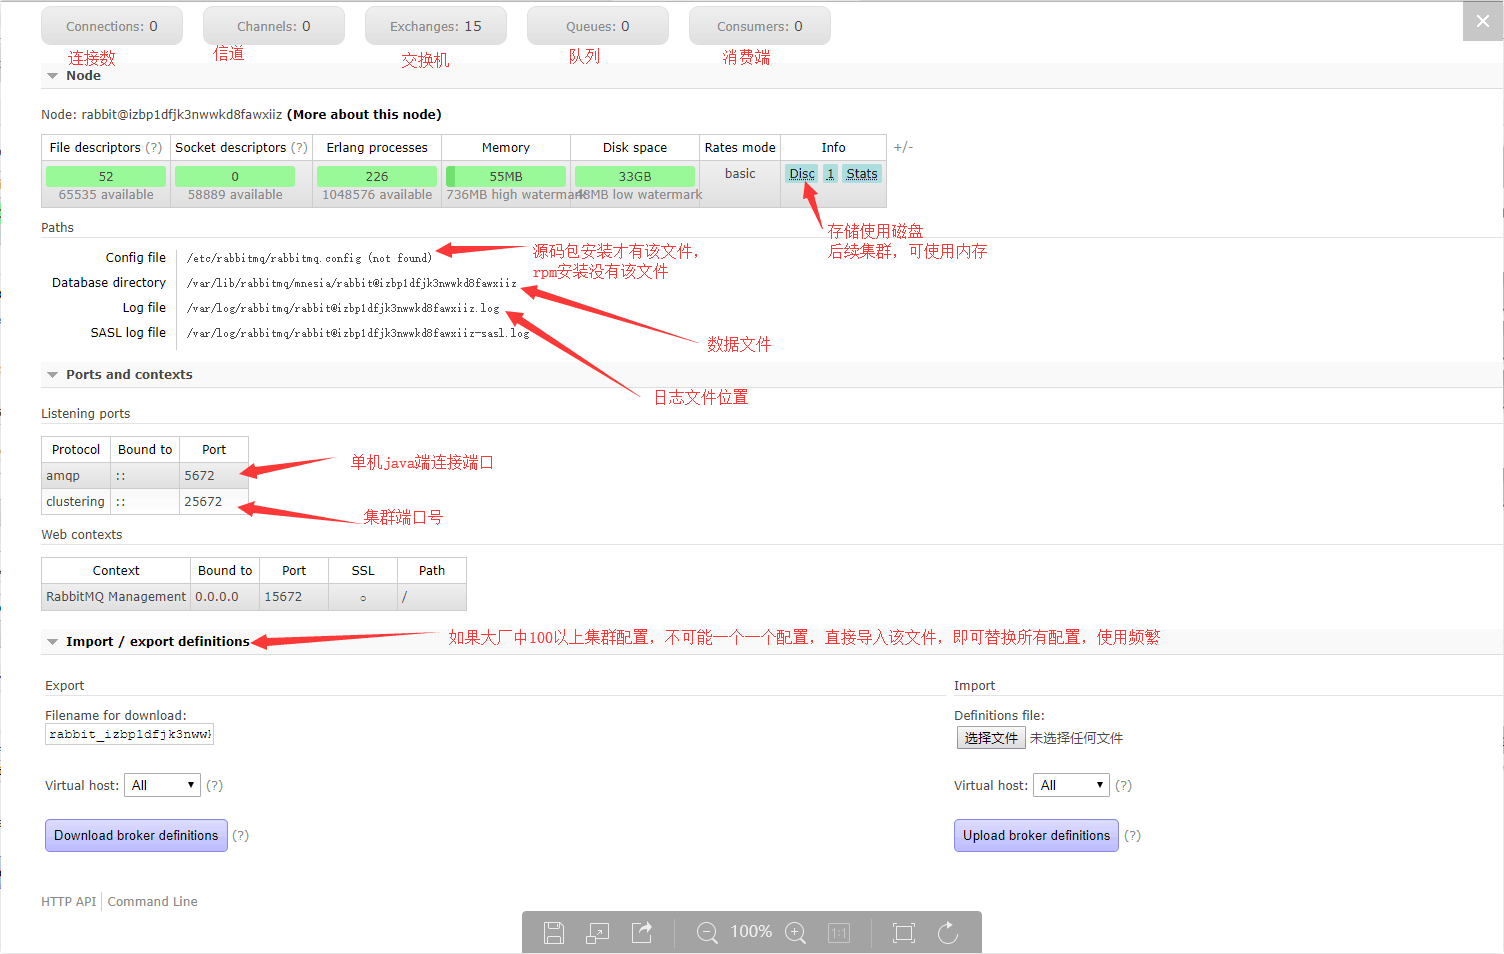 Connections: 0
Channels: 0
Exchanges: 15
Queues: 0
Consumers: 0
连接数
信道
交换机
队列
消费端
Node
Node: rabbit@izbp1dfjk3nwwkd8fawxiiz (More about this node)
File descriptors (?) Socket descriptors (?) Erlang processes Memory Disk space Rates mode Info +/-
52 0 226 55MB 33GB basic Disc 1 Stats
65535 available 58889 available 1048576 available 736MB high watermark 48MB low watermark
存储使用磁盘
后续集群，可使用内存
Paths
Config file /etc/rabbitmq/rabbitmq.config (not found)
源码包安装才有该文件，
rpm安装没有该文件
Database directory /var/lib/rabbitmq/mnesia/rabbit@izbp1dfjk3nwwkd8fawxiiz
Log file /var/log/rabbitmq/rabbit@izbp1dfjk3nwwkd8fawxiiz.log
SASL log file /var/log/rabbitmq/rabbit@izbp1dfjk3nwwkd8fawxiiz-sasl.log
数据文件
Ports and contexts
日志文件位置
Listening ports
Protocol Bound to Port
amqp :: 5672
单机java端连接端口
clustering :: 25672
集群端口号
Web contexts
Context Bound to Port SSL Path
RabbitMQ Management 0.0.0.0 15672 ○ /
Import / export definitions
如果大厂中100以上集群配置，不可能一个一个配置，直接导入该文件，即可替换所有配置，使用频繁
Export
Import
Filename for download:
rabbit_izbp1dfjk3nww
Definitions file:
选择文件 未选择任何文件
Virtual host: All (?)
Virtual host: All (?)
Download broker definitions (?)
Upload broker definitions (?)
HTTP API Command Line
100%
1:1